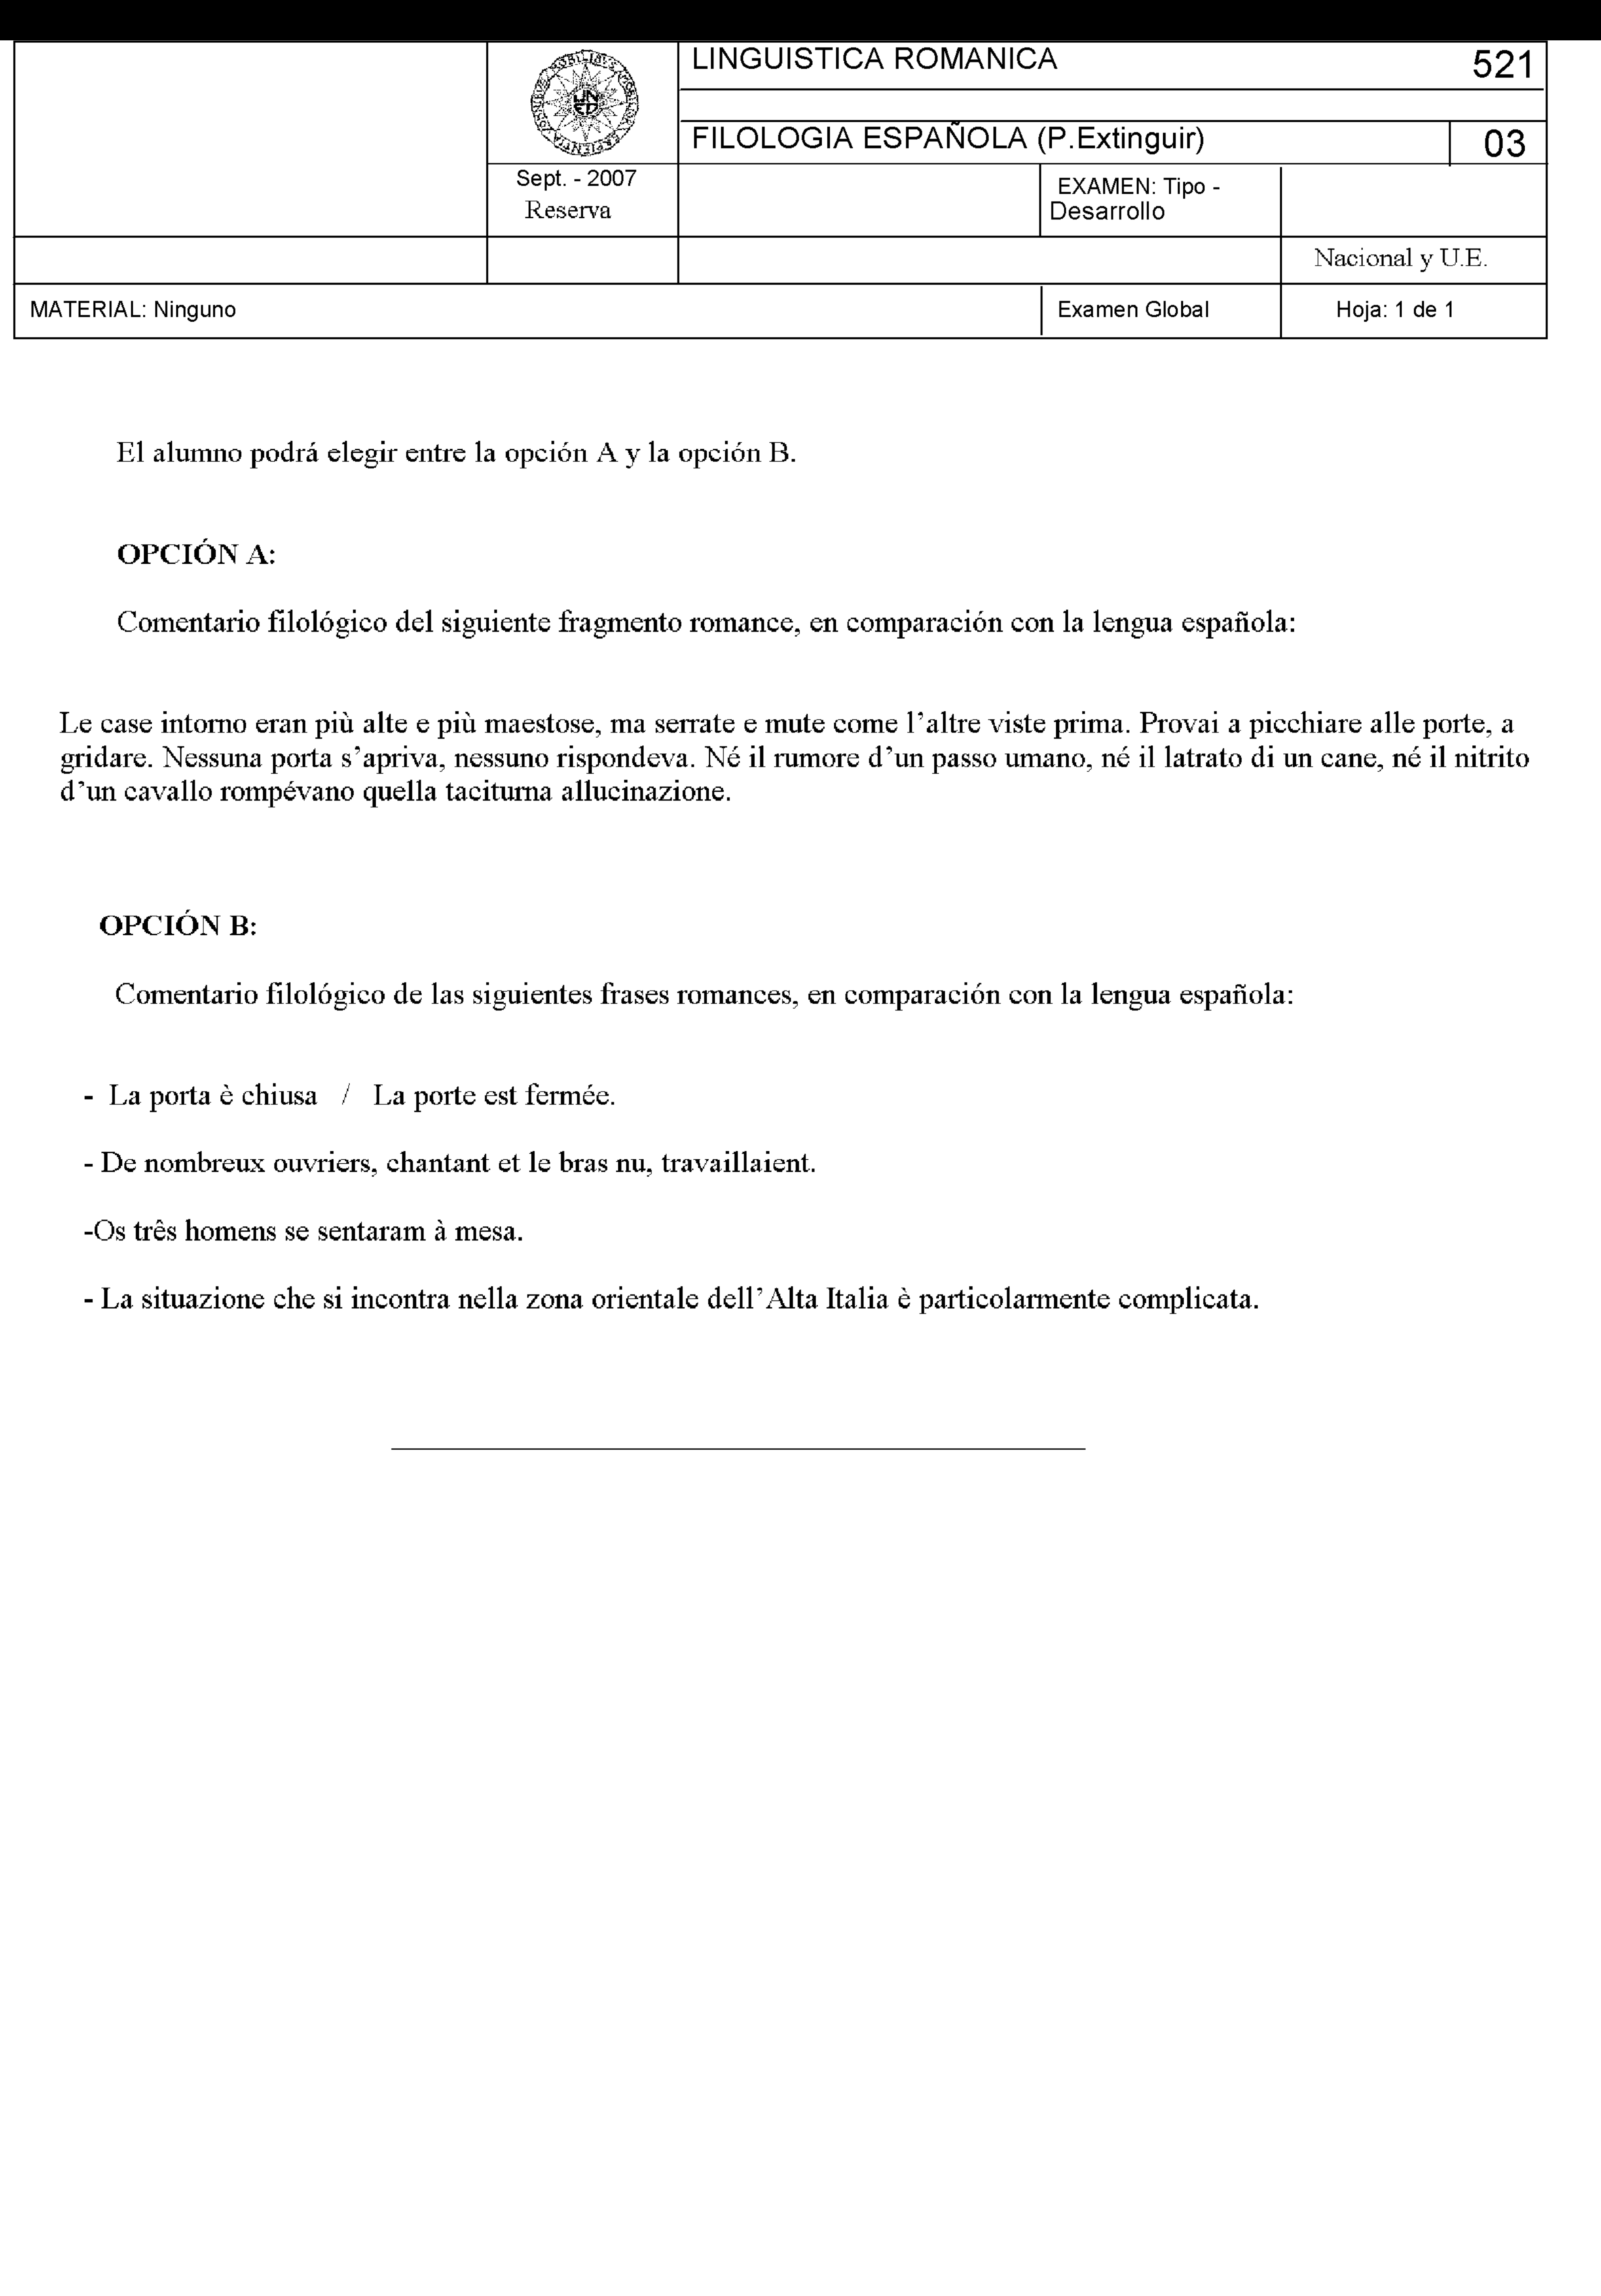 LINGUISTICA ROMANICA
521
FILOLOGIA ESPAÑOLA (P.Extinguir)
03
Sept. - 2007
Reserva
EXAMEN: Tipo -
Desarrollo
Nacional y U.E.
MATERIAL: Ninguno
Examen Global
Hoja: 1 de 1
El alumno podrá elegir entre la opción A y la opción B.
OPCIÓN A:
Comentario filológico del siguiente fragmento romance, en comparación con la lengua española:
Le case intorno eran più alte e più maestose, ma serrate e mute come l’altre viste prima. Provai a picchiare alle porte, a
gridare. Nessuna porta s’apriva, nessuno rispondeva. Né il rumore d’un passo umano, né il latrato di un cane, né il nitrito
d’un cavallo rompévano quella taciturna allucinazione.
OPCIÓN B:
Comentario filológico de las siguientes frases romances, en comparación con la lengua española:
- La porta è chiusa / La porte est fermée.
- De nombreux ouvriers, chantant et le bras nu, travaillaient.
-Os três homens se sentaram à mesa.
- La situazione che si incontra nella zona orientale dell’Alta Italia è particolarmente complicata.